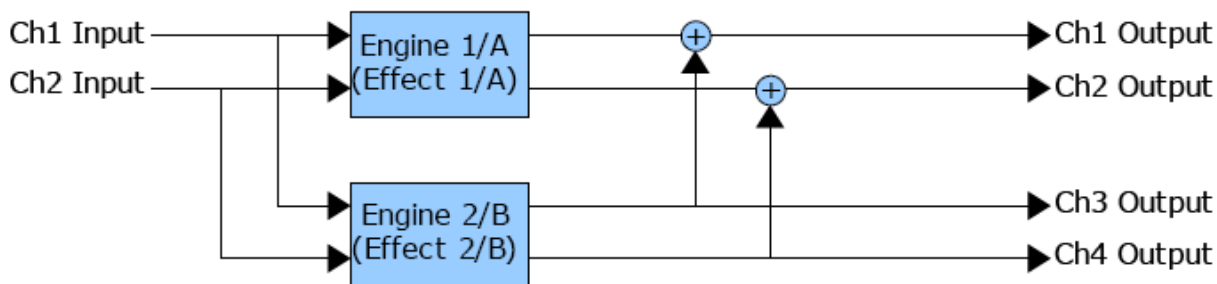 Ch1 Input
Engine 1/A
(Effect 1/A)
+
Ch1 Output
Ch2 Input
+
Ch2 Output
Engine 2/B
(Effect 2/B)
Ch3 Output
Ch4 Output